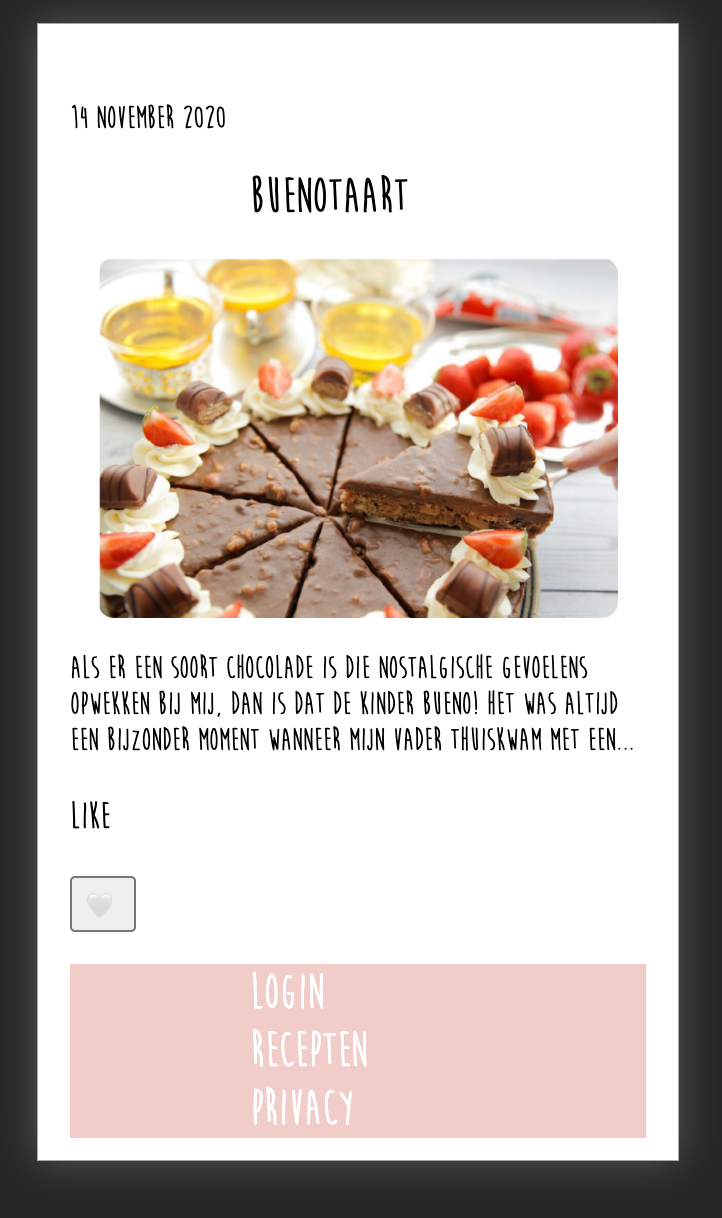 14 NOVEMBER 2020
BUENOTAART
ALS ER EEN SOORT CHOCOLADE IS DIE NOSTALGISCHE GEVOELENS
OPWEKKEN BIJ MIJ, DAN IS DAT DE KINDER BUENO! HET WAS ALTIJD
EEN BIJZONDER MOMENT WANNEER MIJN VADER THUISKWAM MET EEN...
LIKE
LOGIN
RECEPTEN
PRIVACY